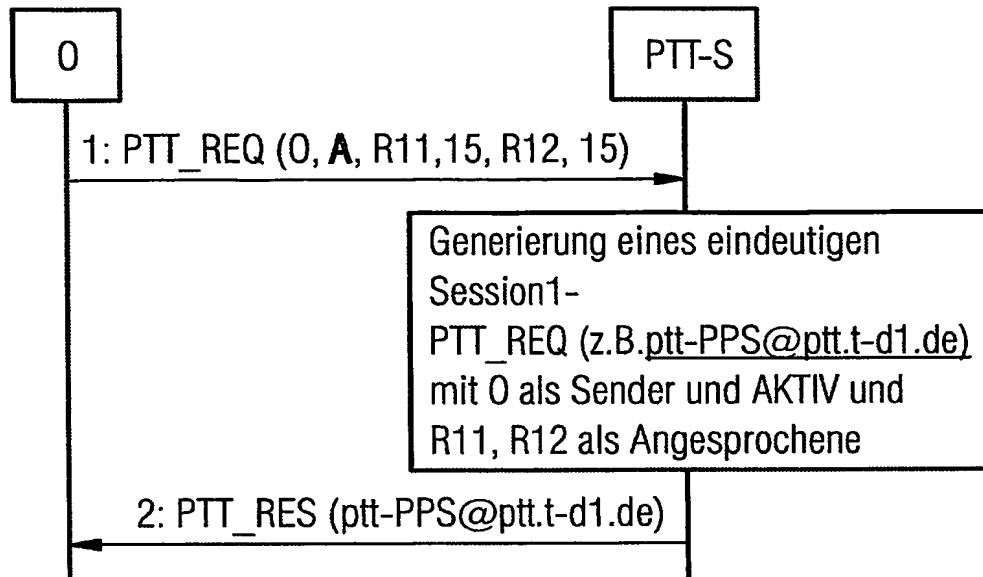 O
PTT-S
1: PTT_REQ (O, A, R11,15, R12, 15)
Generierung eines eindeutigen
Session1-
PTT_REQ (z.B.ptt-PPS@ptt.t-d1.de)
mit O als Sender und AKTIV und
R11, R12 als Angesprochene
2: PTT_RES (ptt-PPS@ptt.t-d1.de)